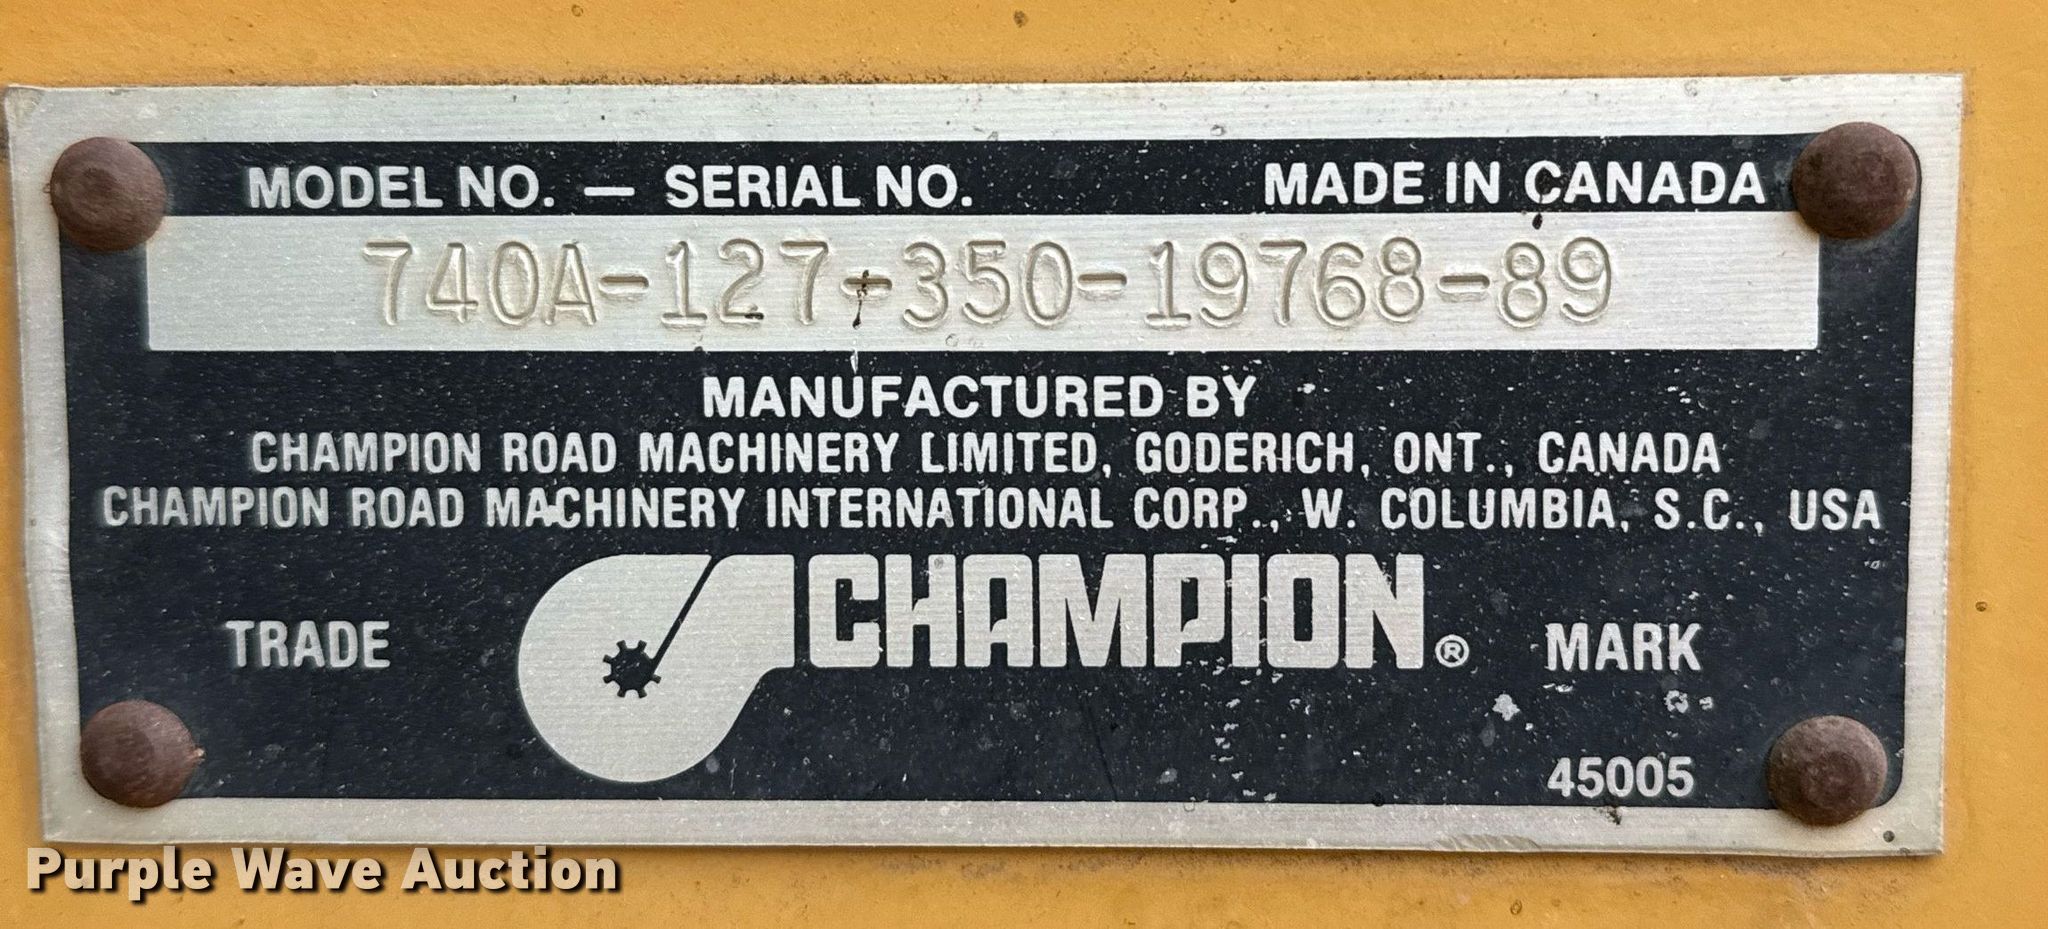 MODEL NO. — SERIAL NO. MADE IN CANADA
740A-127-350-19768-89
MANUFACTURED BY
CHAMPION ROAD MACHINERY LIMITED, GODERICH, ONT., CANADA
CHAMPION ROAD MACHINERY INTERNATIONAL CORP., W. COLUMBIA, S.C., USA
TRADE CHAMPION® MARK
45005
Purple Wave Auction